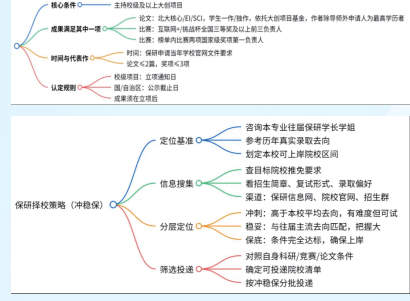 核心条件
主持校级及以上大创项目
成果满足其中一项
论文：北大核心/EI/SCI，学生一作/独作，依托大创项目基金，作者除导师外申请人为最高学历者
比赛：互联网+/挑战杯全国三等奖及以上前三负责人
比赛：榜单内比赛两项国家级奖项第一负责人
时间与代表作
时间：保研申请当年学校官网文件要求
论文≤2篇，奖项≤3项
认定规则
校级项目：立项通知日
国/自治区：公示截止日
成果须在立项后
保研择校策略（冲稳保）
定位基准
咨询本专业往届保研学长学姐
参考历年真实录取去向
划定本校可上岸院校区间
信息搜集
查目标院校推免要求
看招生简章、复试形式、录取偏好
渠道：保研信息网、院校官网、招生群
分层定位
冲刺：高于本校平均去向，有难度但可试
稳妥：与往届主流去向匹配，把握大
保底：条件完全达标，确保上岸
筛选投递
对照自身科研/竞赛/论文条件
确定可投递院校清单
按冲稳保分批投递